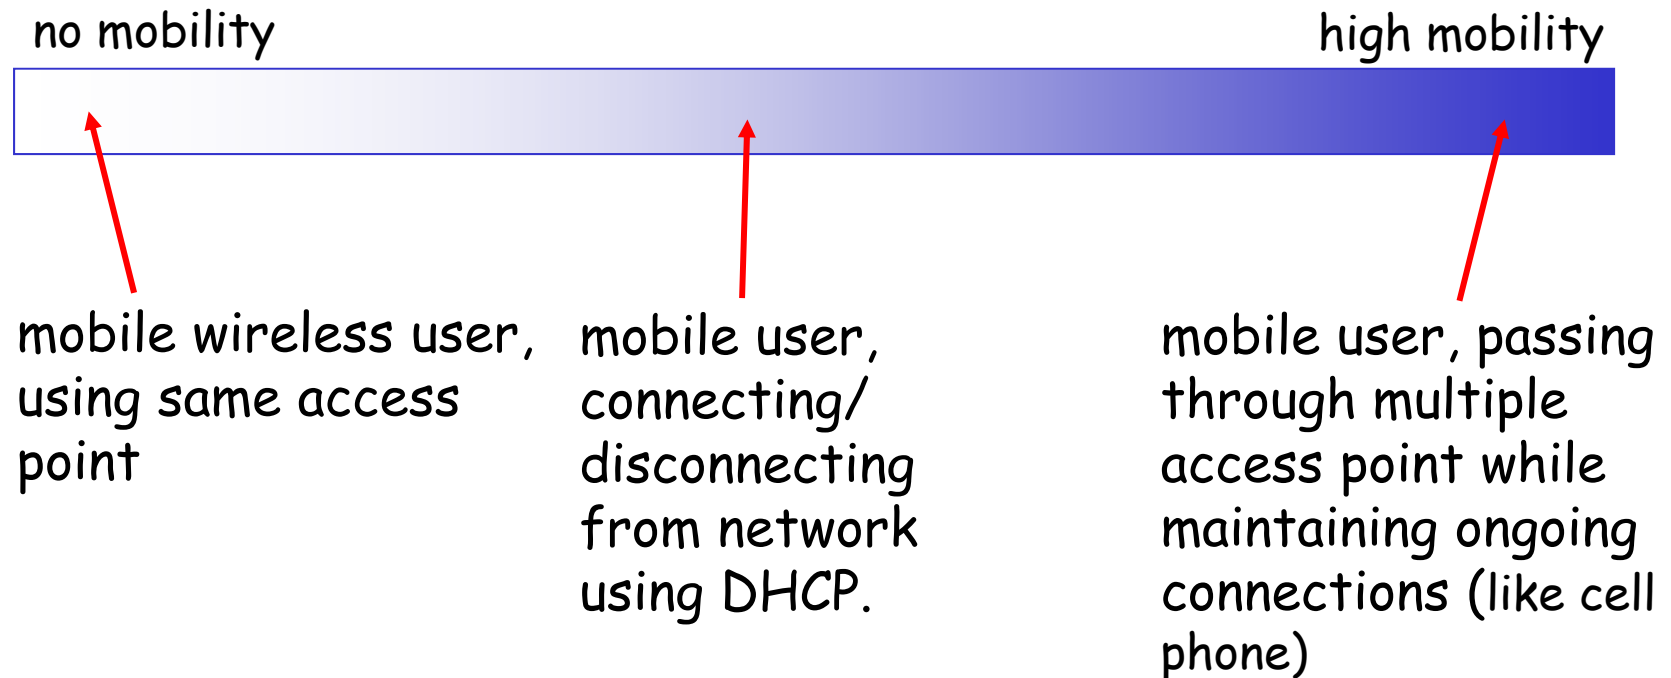 no mobility
high mobility
mobile wireless user,
using same access
point
mobile user,
connecting/
disconnecting
from network
using DHCP.
mobile user, passing
through multiple
access point while
maintaining ongoing
connections (like cell
phone)